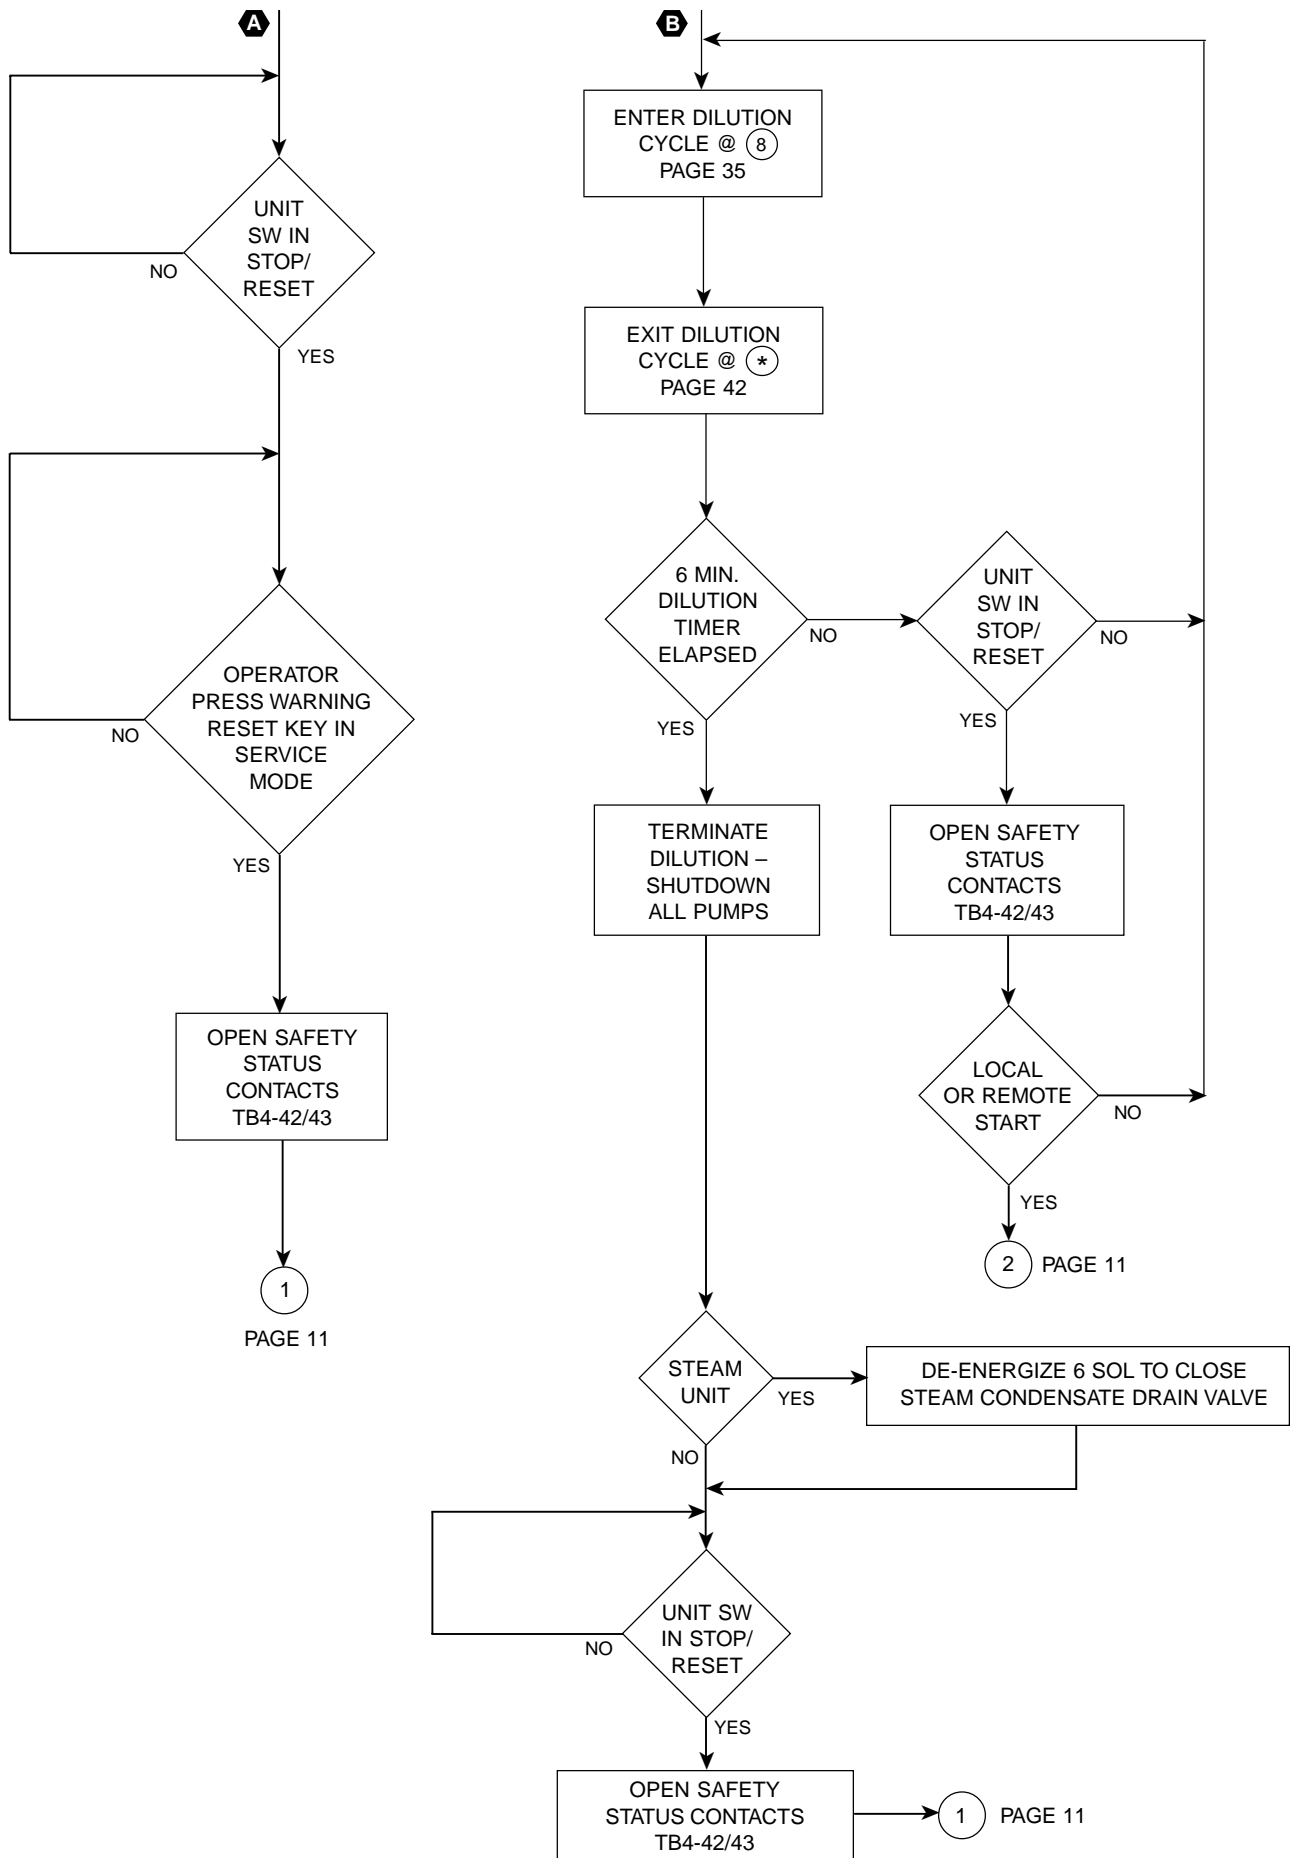 A
UNIT
SW IN
STOP/
RESET
NO
YES
OPERATOR
PRESS WARNING
RESET KEY IN
SERVICE
MODE
NO
YES
OPEN SAFETY
STATUS
CONTACTS
TB4-42/43
1
PAGE 11
B
ENTER DILUTION
CYCLE @ 8
PAGE 35
EXIT DILUTION
CYCLE @ *
PAGE 42
6 MIN.
DILUTION
TIMER
ELAPSED
NO
YES
UNIT
SW IN
STOP/
RESET
NO
YES
TERMINATE
DILUTION –
SHUTDOWN
ALL PUMPS
OPEN SAFETY
STATUS
CONTACTS
TB4-42/43
LOCAL
OR REMOTE
START
NO
YES
2 PAGE 11
STEAM
UNIT
YES
NO
DE-ENERGIZE 6 SOL TO CLOSE
STEAM CONDENSATE DRAIN VALVE
UNIT SW
IN STOP/
RESET
NO
YES
OPEN SAFETY
STATUS CONTACTS
TB4-42/43
1 PAGE 11